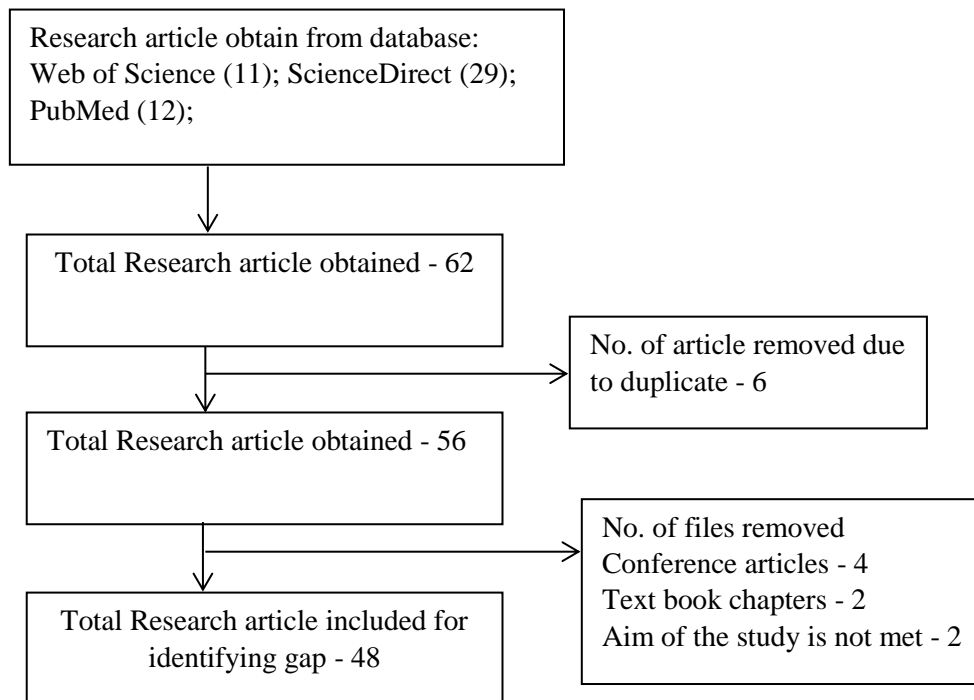 Research article obtain from database:
Web of Science (11); ScienceDirect (29);
PubMed (12);
Total Research article obtained - 62
No. of article removed due
to duplicate - 6
Total Research article obtained - 56
No. of files removed
Conference articles - 4
Text book chapters - 2
Aim of the study is not met - 2
Total Research article included for
identifying gap - 48